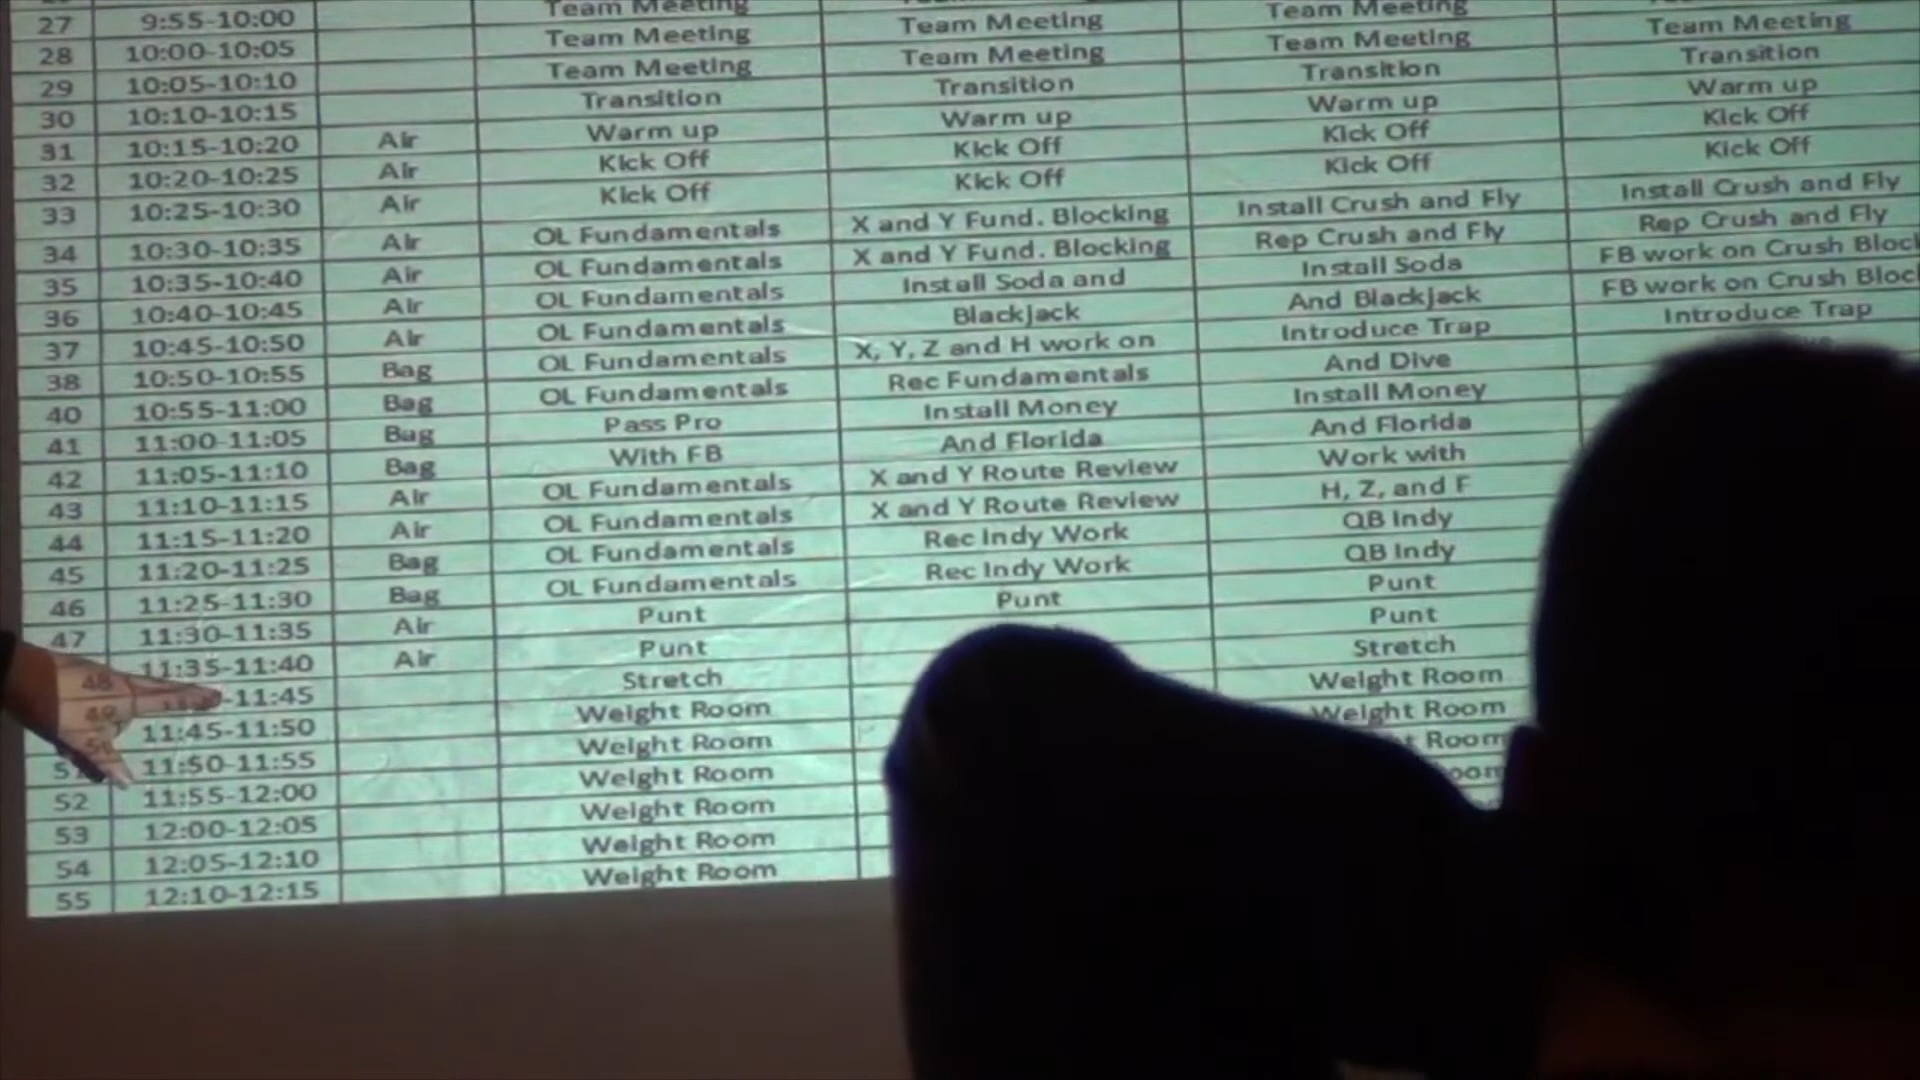 27 9:55-10:00 Team Meeting
28 10:00-10:05 Team Meeting Team Meeting Team Meeting
29 10:05-10:10 Team Meeting Team Meeting Team Meeting Team Meeting
30 10:10-10:15 Transition Transition Transition Transition
31 10:15-10:20 Air Warm up Warm up Warm up Warm up
32 10:20-10:25 Air Kick Off Kick Off Kick Off Kick Off
33 10:25-10:30 Air Kick Off Kick Off Kick Off Kick Off
34 10:30-10:35 Air OL Fundamentals X and Y Fund. Blocking Install Crush and Fly Install Crush and Fly
35 10:35-10:40 Air OL Fundamentals X and Y Fund. Blocking Rep Crush and Fly Rep Crush and Fly
36 10:40-10:45 Air OL Fundamentals Install Soda and Install Soda FB work on Crush Block
37 10:45-10:50 Air OL Fundamentals Blackjack And Blackjack FB work on Crush Block
38 10:50-10:55 Bag OL Fundamentals X, Y, Z and H work on Introduce Trap Introduce Trap
40 10:55-11:00 Bag OL Fundamentals Rec Fundamentals And Dive
41 11:00-11:05 Bag Pass Pro Install Money Install Money
42 11:05-11:10 Bag With FB And Florida And Florida
43 11:10-11:15 Air OL Fundamentals X and Y Route Review Work with
44 11:15-11:20 Air OL Fundamentals X and Y Route Review H, Z, and F
45 11:20-11:25 Bag OL Fundamentals Rec Indy Work QB Indy
46 11:25-11:30 Bag OL Fundamentals Rec Indy Work QB Indy
47 11:30-11:35 Air Punt Punt Punt
48 11:35-11:40 Air Punt Punt
49 -11:45 Stretch Stretch
11:45-11:50 Weight Room Weight Room
11:50-11:55 Weight Room Weight Room
52 11:55-12:00 Weight Room Room
53 12:00-12:05 Weight Room
54 12:05-12:10 Weight Room
55 12:10-12:15 Weight Room